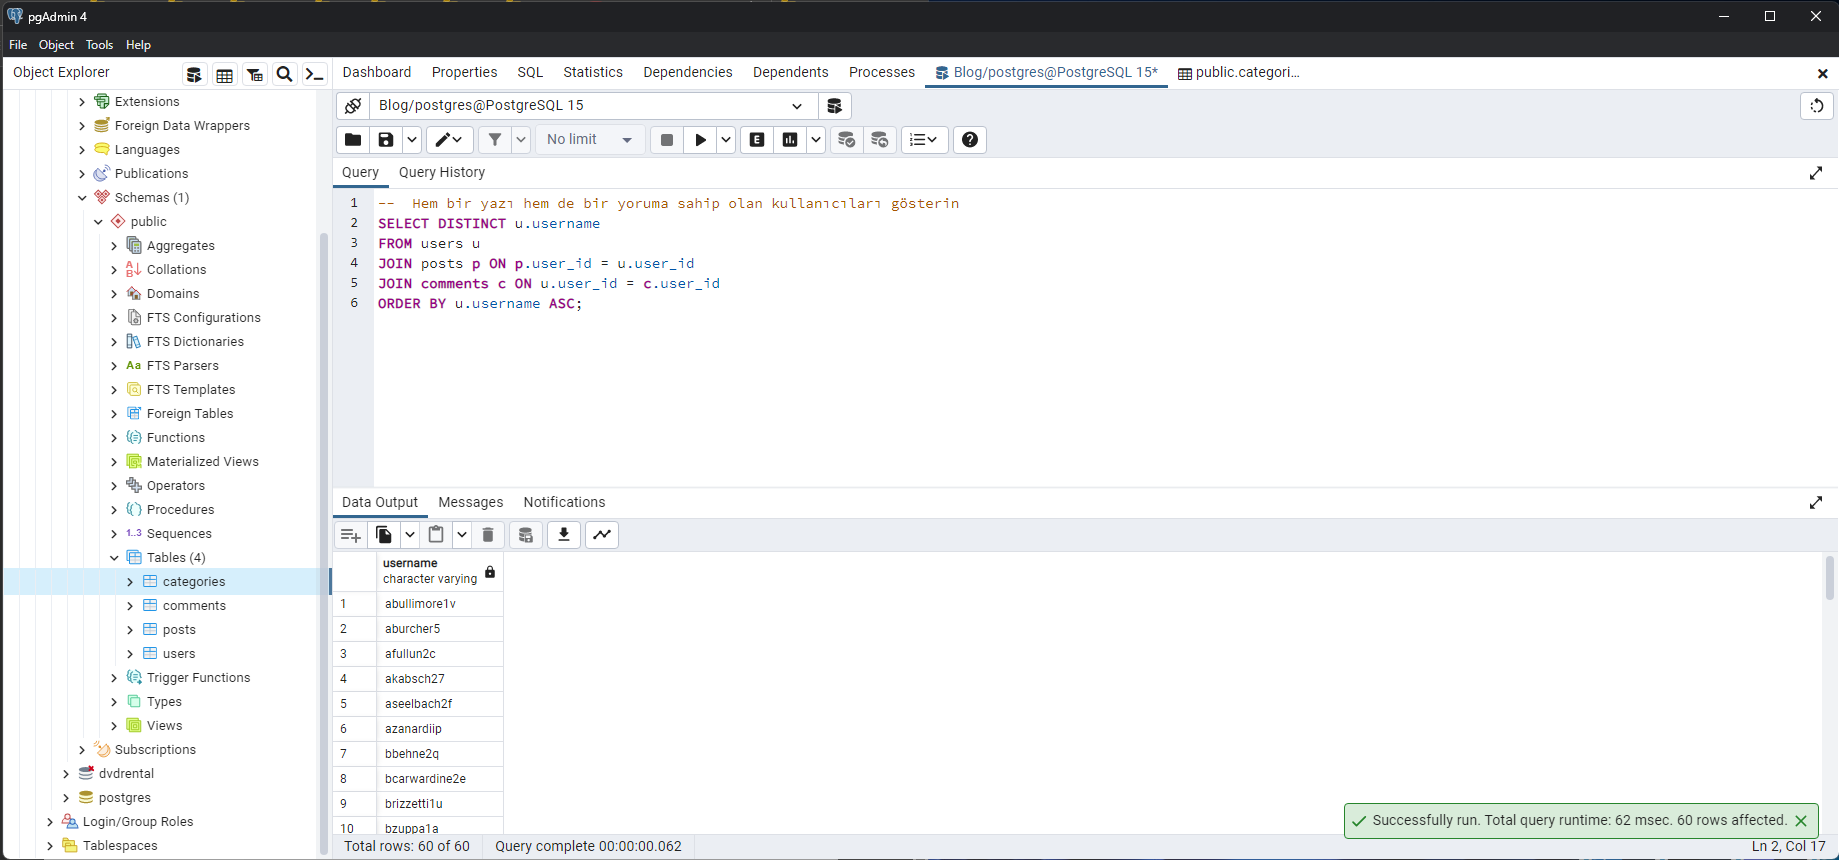 pgAdmin 4
File Object Tools Help
Object Explorer
Dashboard Properties SQL Statistics Dependencies Dependents Processes Blog/postgres@PostgreSQL 15* public.categori...
Extensions
Foreign Data Wrappers
Languages
Publications
Schemas (1)
public
Aggregates
Collations
Domains
FTS Configurations
FTS Dictionaries
Aa FTS Parsers
FTS Templates
Foreign Tables
Functions
Materialized Views
Operators
Procedures
1..3 Sequences
Tables (4)
categories
comments
posts
users
Trigger Functions
Types
Views
Subscriptions
dvdrental
postgres
Login/Group Roles
Tablespaces
Blog/postgres@PostgreSQL 15
No limit
E
Query Query History
1 -- Hem bir yazı hem de bir yoruma sahip olan kullanıcıları gösterin
2 SELECT DISTINCT u.username
3 FROM users u
4 JOIN posts p ON p.user_id = u.user_id
5 JOIN comments c ON u.user_id = c.user_id
6 ORDER BY u.username ASC;
Data Output Messages Notifications
username
character varying
1 abullimore1v
2 aburcher5
3 afullun2c
4 akabsch27
5 aseelbach2f
6 azanardiip
7 bbehne2q
8 bcarwardine2e
9 brizzetti1u
10 bzuppa1a
Successfully run. Total query runtime: 62 msec. 60 rows affected.
Total rows: 60 of 60 Query complete 00:00:00.062 Ln 2, Col 17